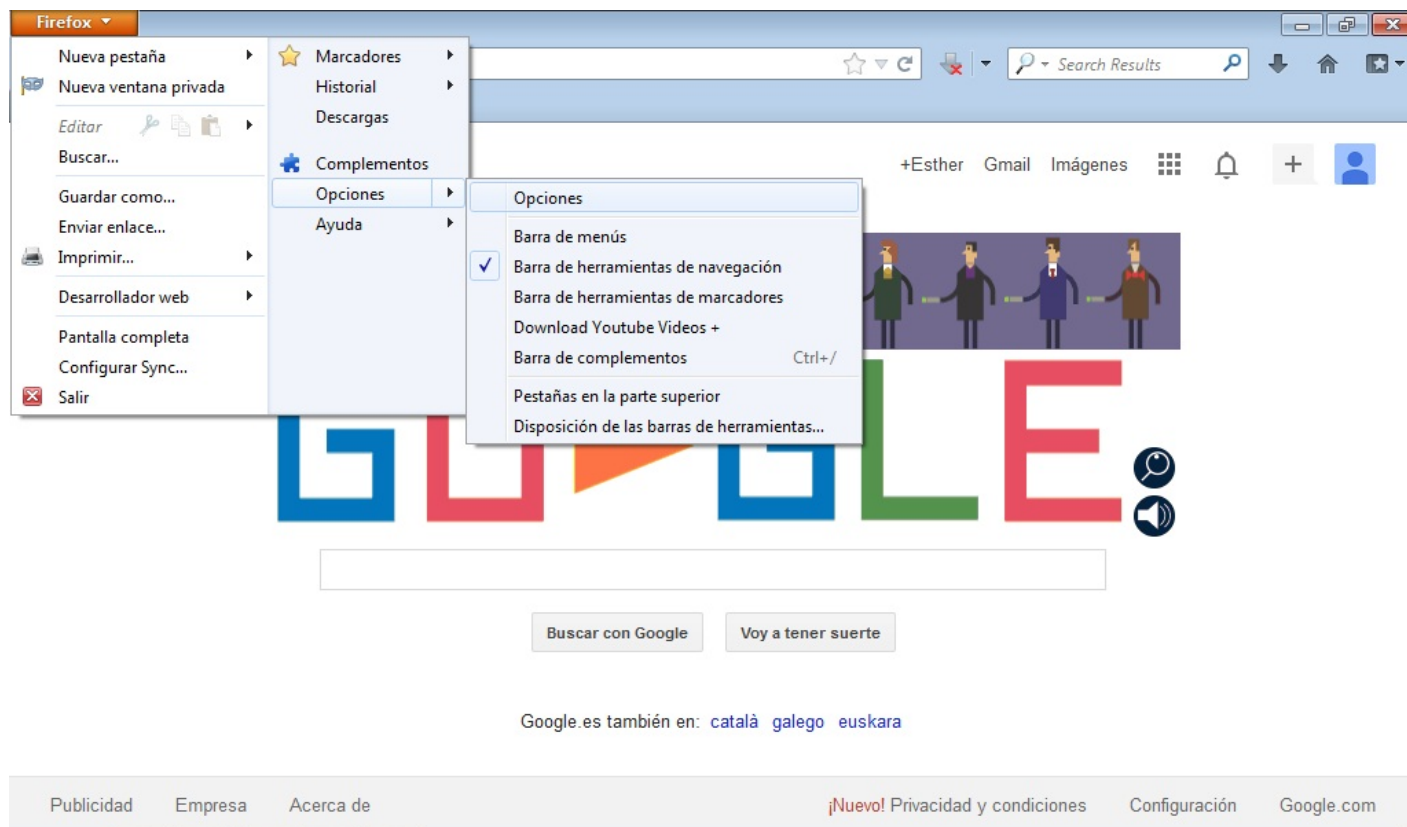 Firefox
Nueva pestaña
Nueva ventana privada
Editar
Buscar...
Guardar como...
Enviar enlace...
Imprimir...
Desarrollador web
Pantalla completa
Configurar Sync...
Salir
Marcadores
Historial
Descargas
Complementos
Opciones
Ayuda
Opciones
Barra de menús
Barra de herramientas de navegación
Barra de herramientas de marcadores
Download Youtube Videos +
Barra de complementos Ctrl+/
Pestañas en la parte superior
Disposición de las barras de herramientas...
Search Results
+Esther Gmail Imágenes
GO GLE
Buscar con Google Voy a tener suerte
Google.es también en: català galego euskara
Publicidad Empresa Acerca de ¡Nuevo! Privacidad y condiciones Configuración Google.com